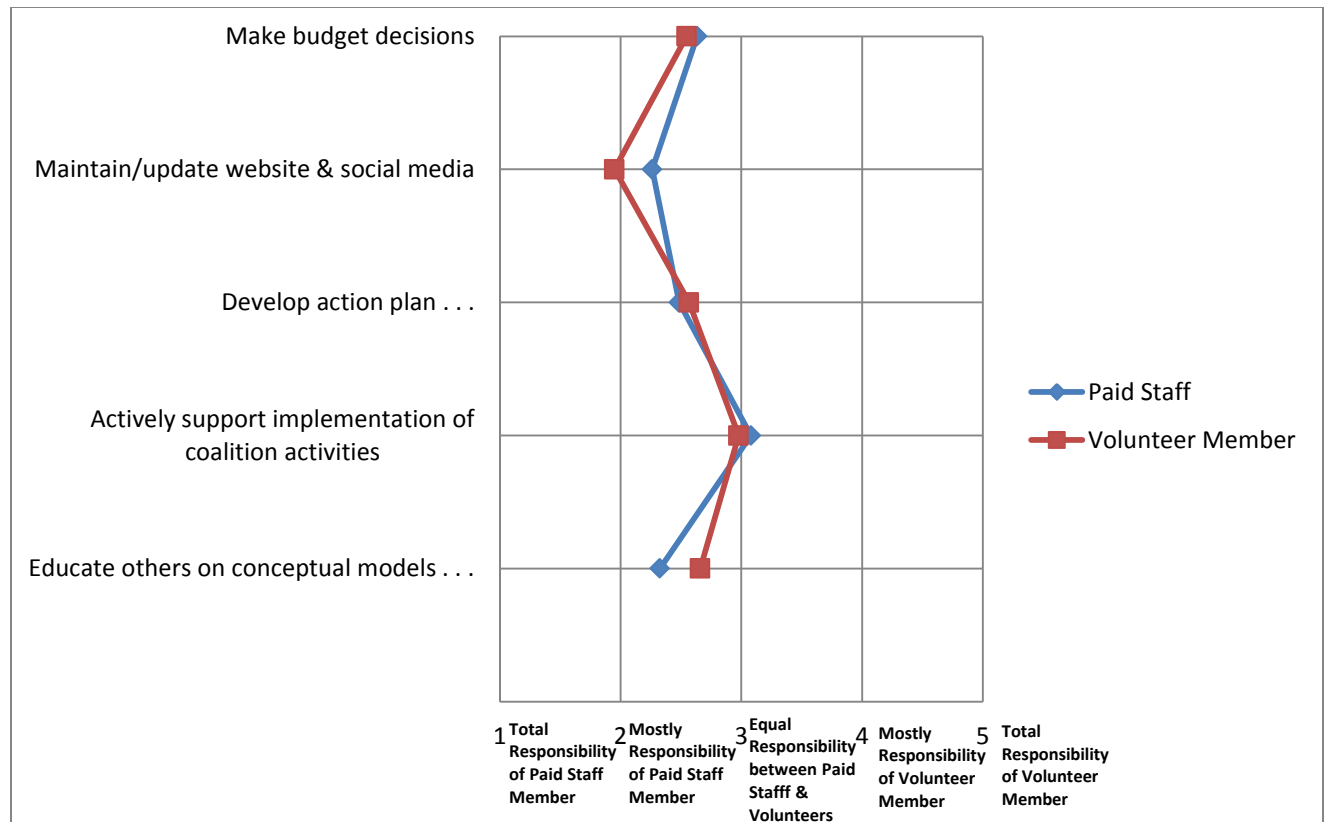 Make budget decisions
Maintain/update website & social media
Develop action plan . . .
Actively support implementation of
coalition activities
Educate others on conceptual models . . .
Paid Staff
Volunteer Member
1
Total
Responsibility
of Paid Staff
Member
2
Mostly
Responsibility
of Paid Staff
Member
3
Equal
Responsibility
between Paid
Stafff &
Volunteers
4
Mostly
Responsibility
of Volunteer
Member
5
Total
Responsibility
of Volunteer
Member